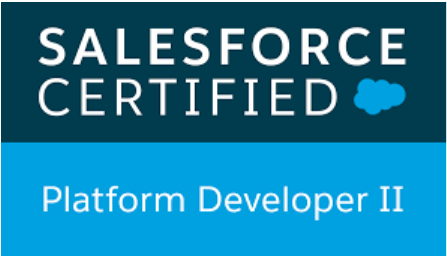 SALESFORCE
CERTIFIED
Platform Developer II